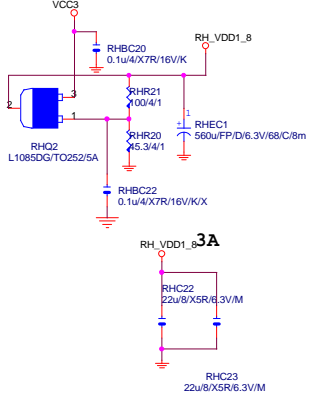 VCC3
RHBC20
0.1u/4/X7R/16V/K
RH_VDD1_8
3
2
1
RHR21
100/4/1
1
+
RHEC1
560u/FP/D/6.3V/68/C/8m
RHQ2
L1085DG/TO252/5A
RHR20
45.3/4/1
RHBC22
0.1u/4/X7R/16V/K/X
RH_VDD1_8
3A
RHC22
22u/8/X5R/6.3V/M
RHC23
22u/8/X5R/6.3V/M